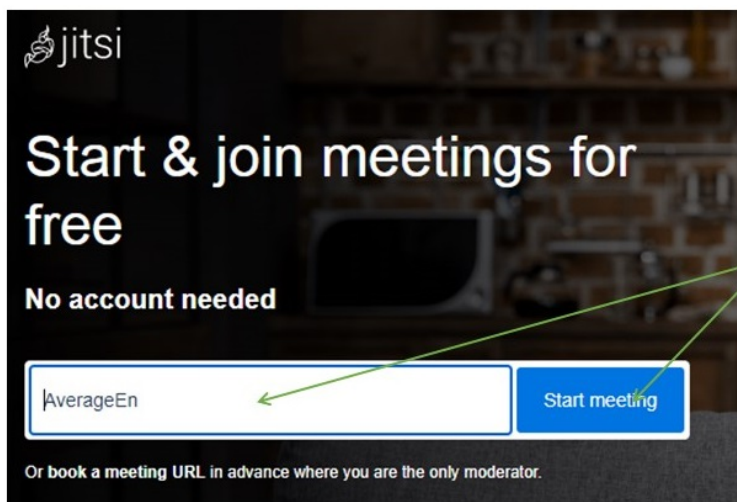 jitsi
Start & join meetings for
free
No account needed
AverageEn
Start meeting
Or book a meeting URL in advance where you are the only moderator.